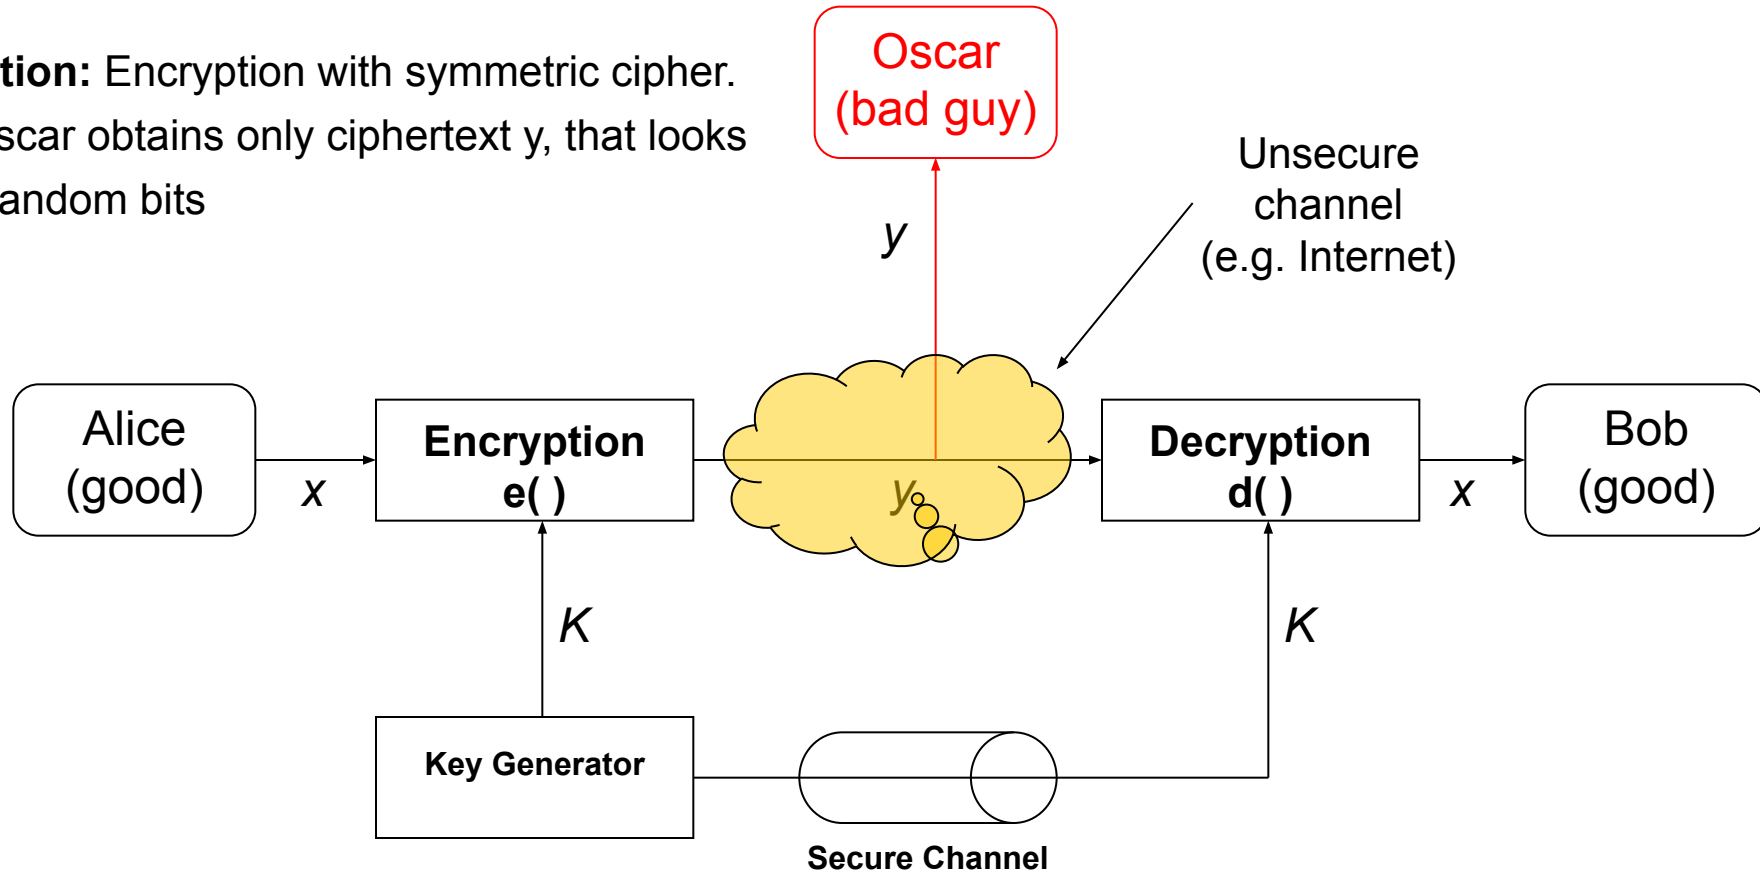 tion: Encryption with symmetric cipher.
scar obtains only ciphertext y, that looks
andom bits
Oscar
(bad guy)
Unsecure
channel
(e.g. Internet)
y
Alice
(good)
x
Encryption
e( )
y
Decryption
d( )
x
Bob
(good)
K
K
Key Generator
Secure Channel